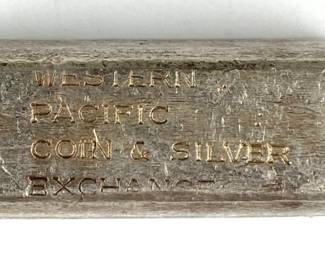 WESTERN
PACIFIC
COIN & SILVER
EXCHANGE